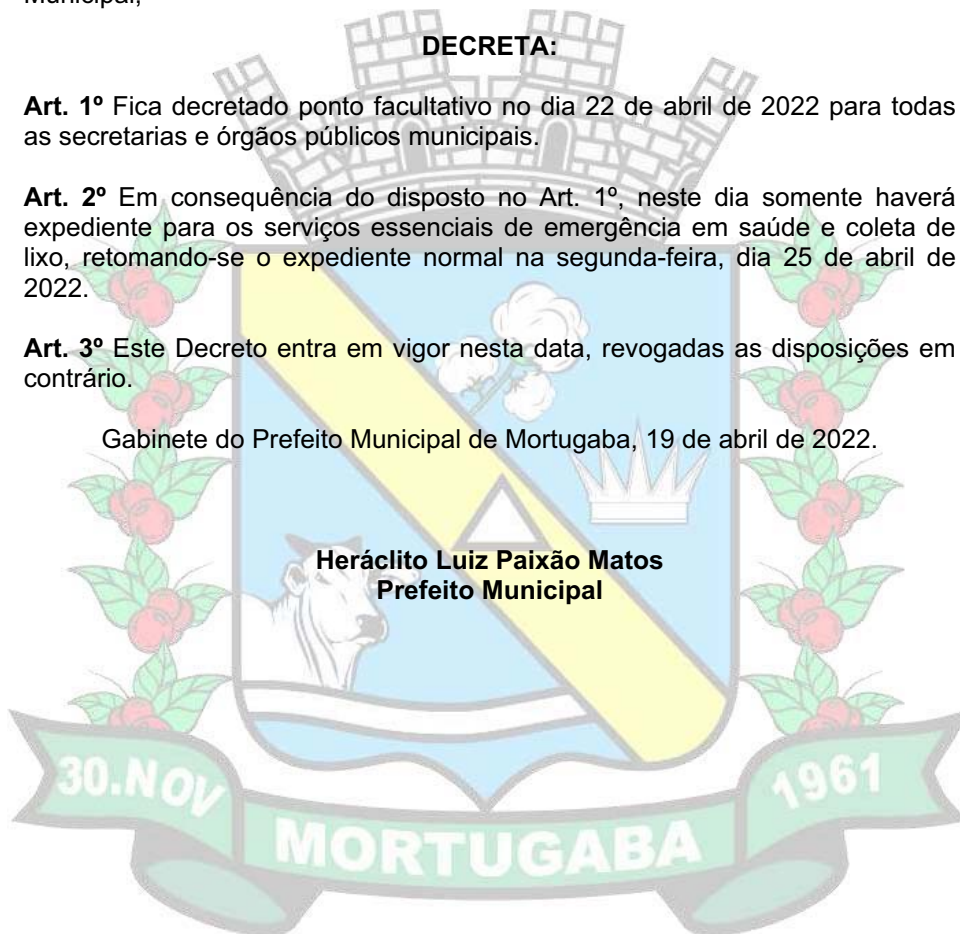 Municipal,
DECRETA:
Art. 1º Fica decretado ponto facultativo no dia 22 de abril de 2022 para todas
as secretarias e órgãos públicos municipais.
Art. 2º Em consequência do disposto no Art. 1º, neste dia somente haverá
expediente para os serviços essenciais de emergência em saúde e coleta de
lixo, retomando-se o expediente normal na segunda-feira, dia 25 de abril de
2022.
Art. 3º Este Decreto entra em vigor nesta data, revogadas as disposições em
contrário.
Gabinete do Prefeito Municipal de Mortugaba, 19 de abril de 2022.
Heráclito Luiz Paixão Matos
Prefeito Municipal
30.NOV
1961
MORTUGABA